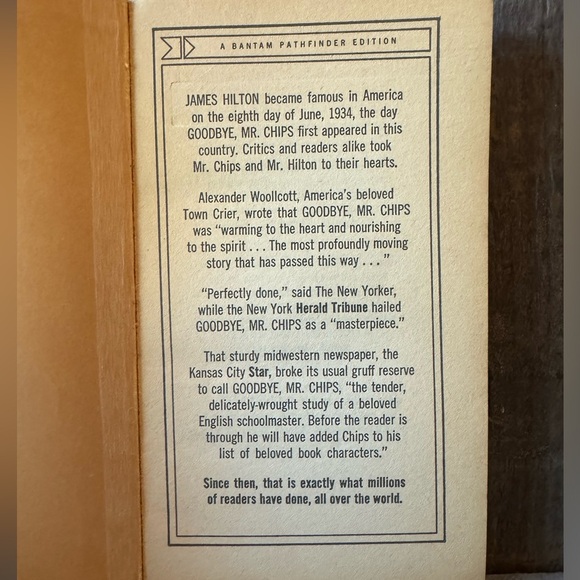 A BANTAM PATHFINDER EDITION
JAMES HILTON became famous in America
on the eighth day of June, 1934, the day
GOODBYE, MR. CHIPS first appeared in this
country. Critics and readers alike took
Mr. Chips and Mr. Hilton to their hearts.
Alexander Woollcott, America's beloved
Town Crier, wrote that GOODBYE, MR. CHIPS
was "warming to the heart and nourishing
to the spirit . . . The most profoundly moving
story that has passed this way . . . "
"Perfectly done," said The New Yorker,
while the New York Herald Tribune hailed
GOODBYE, MR. CHIPS as a "masterpiece."
That sturdy midwestern newspaper, the
Kansas City Star, broke its usual gruff reserve
to call GOODBYE, MR. CHIPS, "the tender,
delicately-wrought study of a beloved
English schoolmaster. Before the reader is
through he will have added Chips to his
list of beloved book characters."
Since then, that is exactly what millions
of readers have done, all over the world.